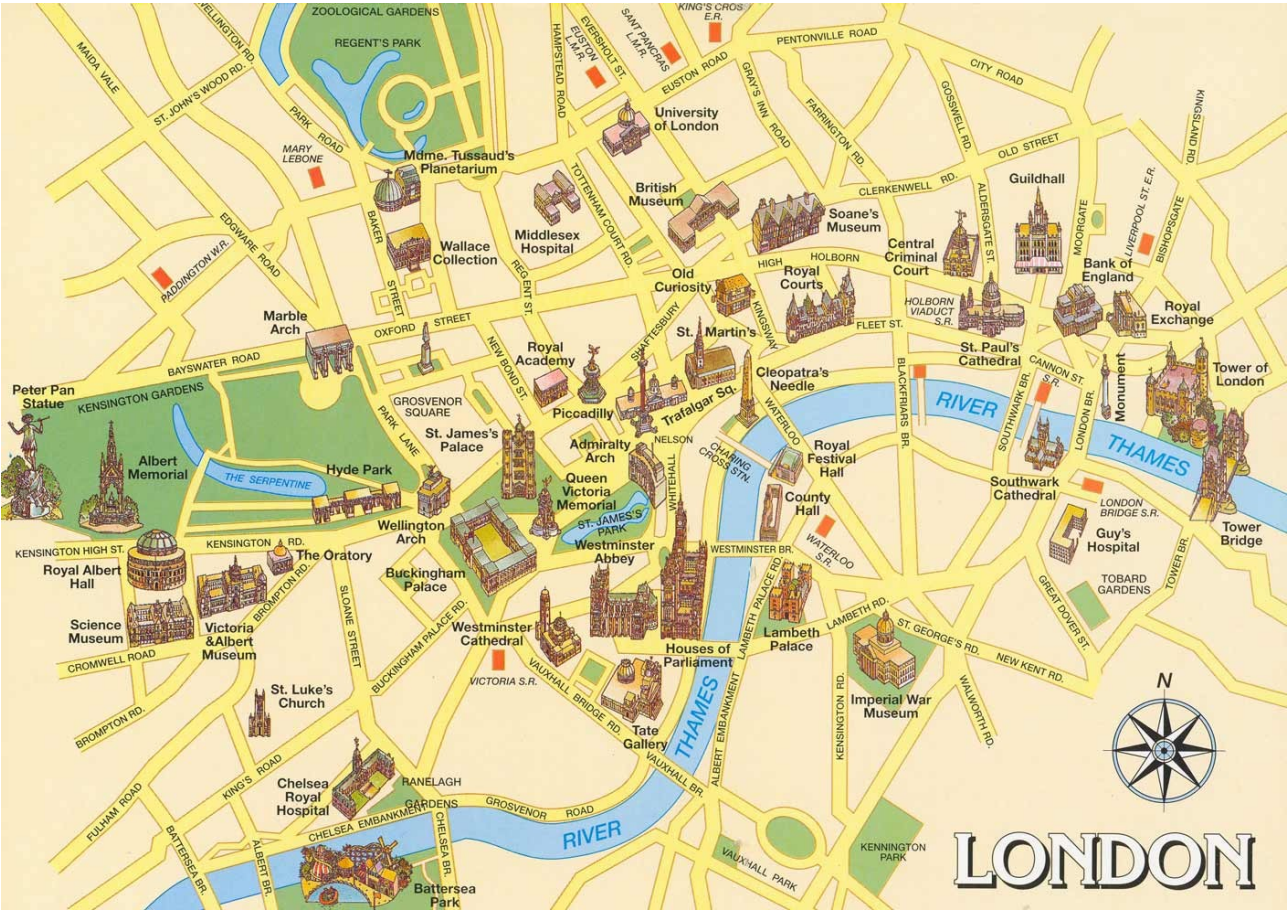 ZOOLOGICAL GARDENS
REGENT'S PARK
WELLINGTON RD.
MAIDA VALE
ST. JOHN'S WOOD RD.
PARK ROAD
HAMPSTEAD ROAD
EVERSHOLT ST.
EUSTON
L.M.R.
SANT PANCRAS
L.M.R.
KING'S CROS
E.R.
PENTONVILLE ROAD
EUSTON ROAD
CITY ROAD
GRAY'S INN ROAD
FARRINGTON RD.
GOSSWELL RD.
OLD STREET
KINGSLAND RD.
University
of London
MARY
LEBONE
Mdme. Tussaud's
Planetarium
TOTTENHAM COURT RD.
British
Museum
CLERKENWELL RD.
Guildhall
ALDERSGATE ST.
MOORGATE
LIVERPOOL ST. E.R.
BISHOPSGATE
Soane's
Museum
Middlesex
Hospital
EDGWARE ROAD
BAKER
STREET
Wallace
Collection
PADDINGTON W.R.
REGENT ST.
HIGH HOLBORN
Central
Criminal
Court
Bank of
England
Old
Curiosity
Royal
Courts
HOLBORN
VIADUCT
S.R.
Royal
Exchange
Marble
Arch
OXFORD STREET
SHAFTESBURY
KINGSWAY
FLEET ST.
St. Martin's
NEW BOND ST.
Royal
Academy
St. Paul's
Cathedral
CANNON ST.
S.R.
BAYSWATER ROAD
Peter Pan
Statue
KENSINGTON GARDENS
PARK LANE
GROSVENOR
SQUARE
Piccadilly
Trafalgar Sq.
Cleopatra's
Needle
WATERLOO
BLACKFRIARS BR.
RIVER
SOUTHWARK BR.
LONDON BR.
Monument
Tower of
London
THAMES
St. James's
Palace
Admiralty
Arch
NELSON
WHITEHALL
CHARING
CROSS STN.
Royal
Festival
Hall
Albert
Memorial
THE SERPENTINE
Hyde Park
Queen
Victoria
Memorial
ST. JAMES'S
PARK
County
Hall
Southwark
Cathedral
LONDON
BRIDGE S.R.
Wellington
Arch
WATERLOO
S.R.
Guy's
Hospital
Tower
Bridge
KENSINGTON HIGH ST.
KENSINGTON RD.
The Oratory
Westminster
Abbey
WESTMINSTER BR.
Royal Albert
Hall
Buckingham
Palace
TOWER BR.
TOBARD
GARDENS
BROMPTON RD.
SLOANE STREET
LAMBETH PALACE RD.
LAMBETH RD.
GREAT DOVER ST.
Science
Museum
Victoria
&Albert
Museum
BUCKINGHAM PALACE RD.
Westminster
Cathedral
Lambeth
Palace
ST. GEORGE'S RD.
NEW KENT RD.
CROMWELL ROAD
VICTORIA S.R.
Houses of
Parliament
VAUXHALL BRIDGE RD.
St. Luke's
Church
THAMES
KENSINGTON RD.
Imperial War
Museum
WALWORTH RD.
N
BROMPTON RD.
Tate
Gallery
ALBERT EMBANKMENT
VAUXHALL BR.
Chelsea
Royal
Hospital
RANELAGH
GARDENS
KING'S ROAD
FULHAM ROAD
GROSVENOR ROAD
CHELSEA EMBANKMENT
RIVER
BATTERSEA BR.
ALBERT BR.
CHELSEA BR.
Battersea
Park
VAUXHALL PARK
KENNINGTON
PARK
LONDON